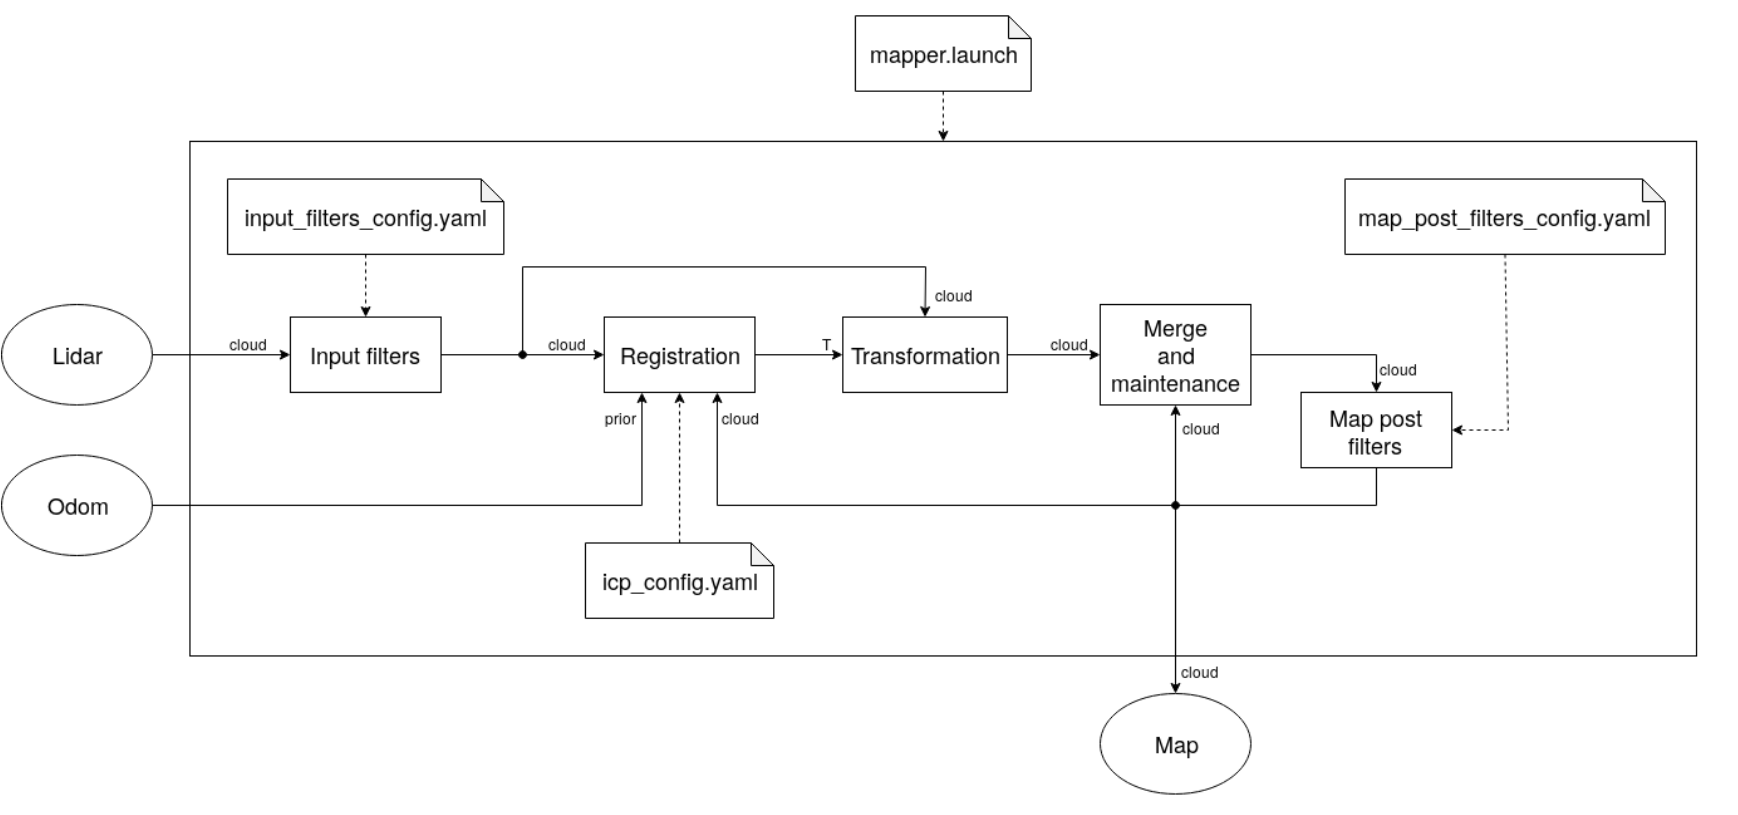 mapper.launch
input_filters_config.yaml
map_post_filters_config.yaml
cloud
Lidar
cloud
Input filters
cloud
Registration
T
Transformation
cloud
Merge
and
maintenance
cloud
Map post
filters
prior
cloud
cloud
Odom
icp_config.yaml
cloud
Map